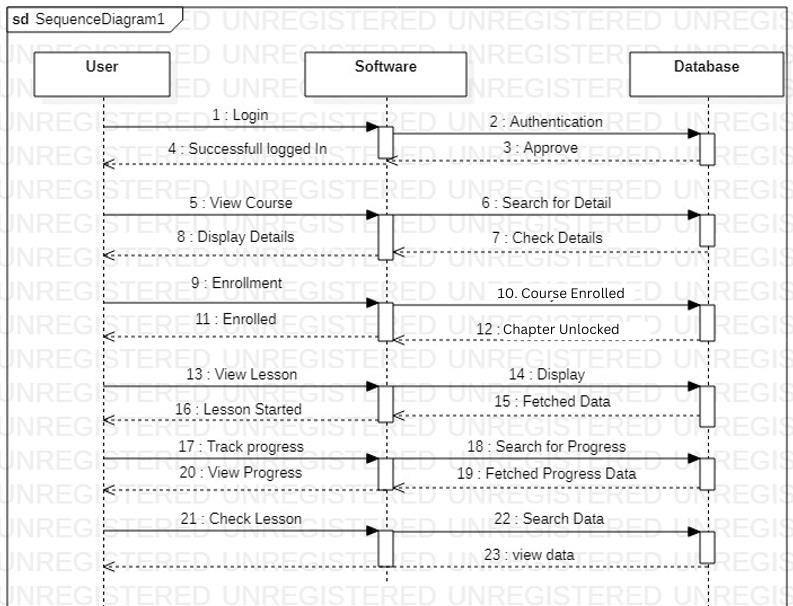 sd SequenceDiagram1
User
Software
Database
1 : Login
2 : Authentication
3 : Approve
4 : Successfull logged In
5 : View Course
6 : Search for Detail
7 : Check Details
8 : Display Details
9 : Enrollment
10. Course Enrolled
11 : Enrolled
12 : Chapter Unlocked
13 : View Lesson
14 : Display
15 : Fetched Data
16 : Lesson Started
17 : Track progress
18 : Search for Progress
19 : Fetched Progress Data
20 : View Progress
21 : Check Lesson
22 : Search Data
23 : view data
UNREGISTERED